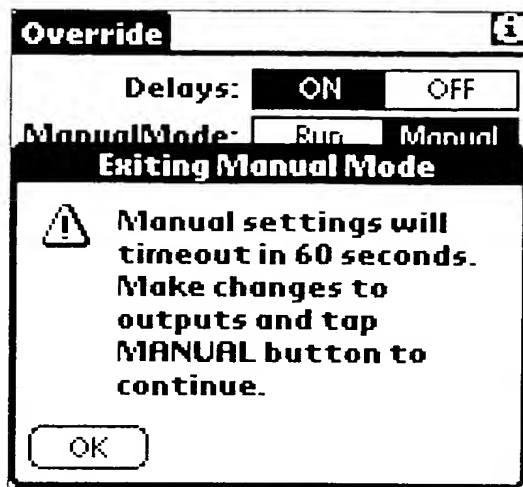 Override i
Delays: ON OFF
ManualMode: Run Manual
Exiting Manual Mode
Manual settings will
timeout in 60 seconds.
Make changes to
outputs and tap
MANUAL button to
continue.
OK